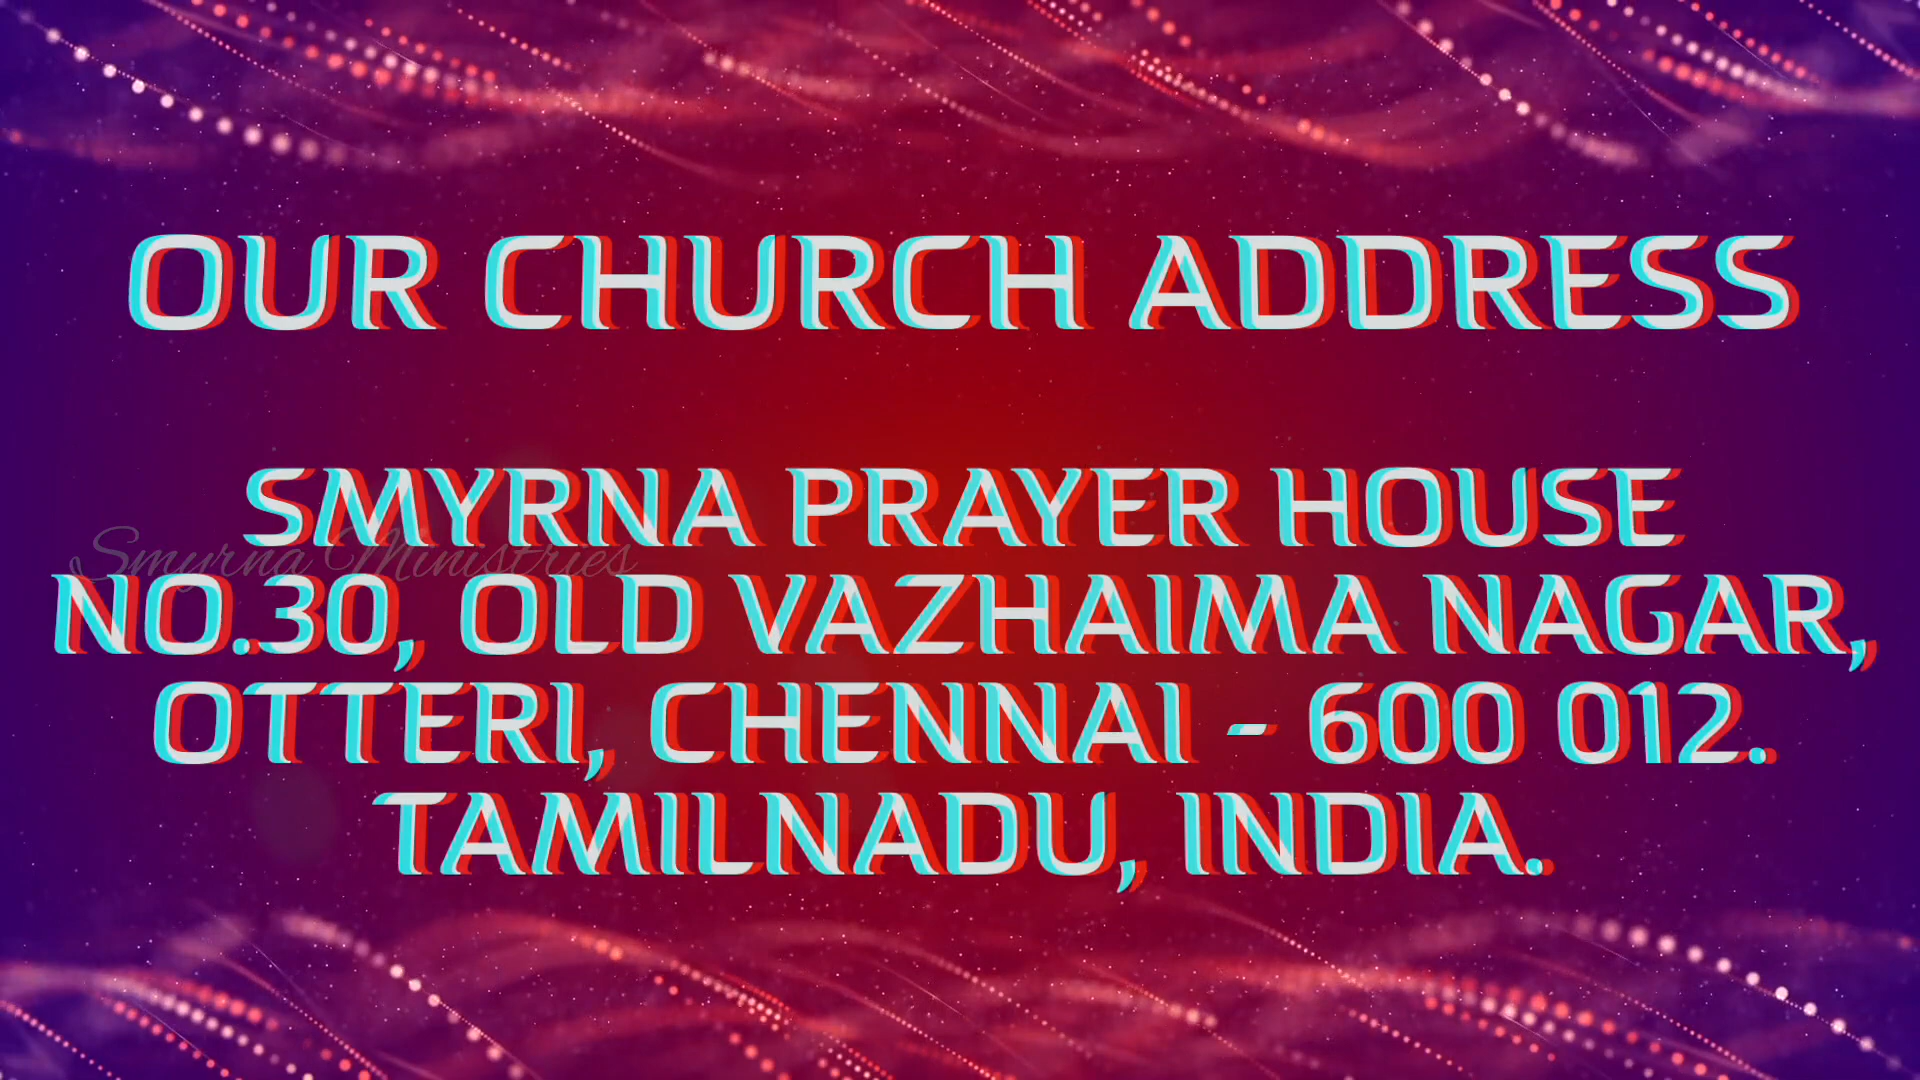 OUR CHURCH ADDRESS
SMYRNA PRAYER HOUSE
Smyrna Ministries
NO.30, OLD VAZHAIMA NAGAR,
OTTERI, CHENNAI - 600 012.
TAMILNADU, INDIA.